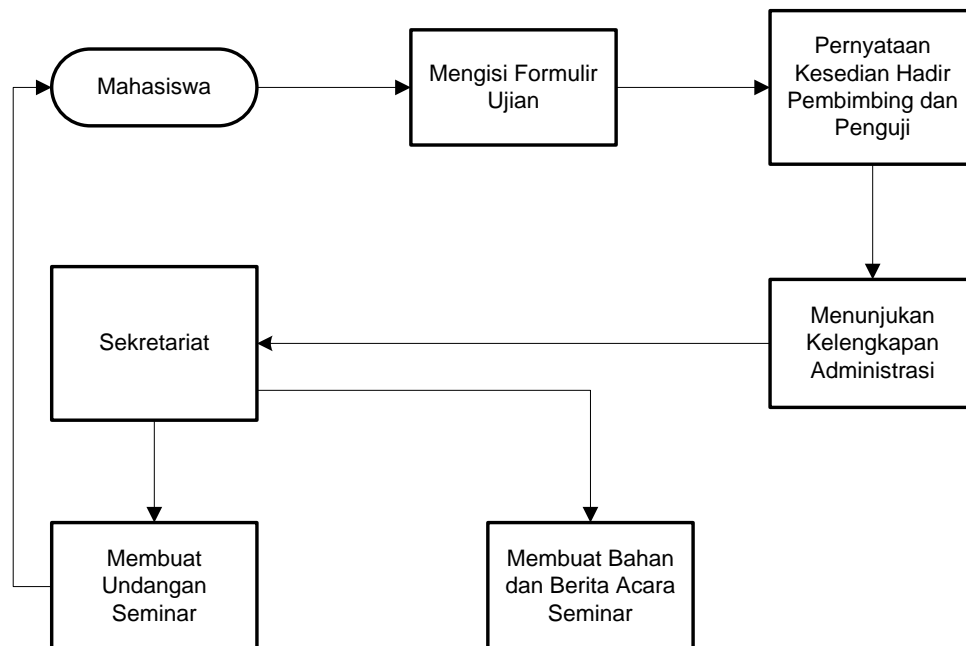 Mahasiswa
Mengisi Formulir
Ujian
Pernyataan
Kesedian Hadir
Pembimbing dan
Penguji
Sekretariat
Menunjukan
Kelengkapan
Administrasi
Membuat
Undangan
Seminar
Membuat Bahan
dan Berita Acara
Seminar